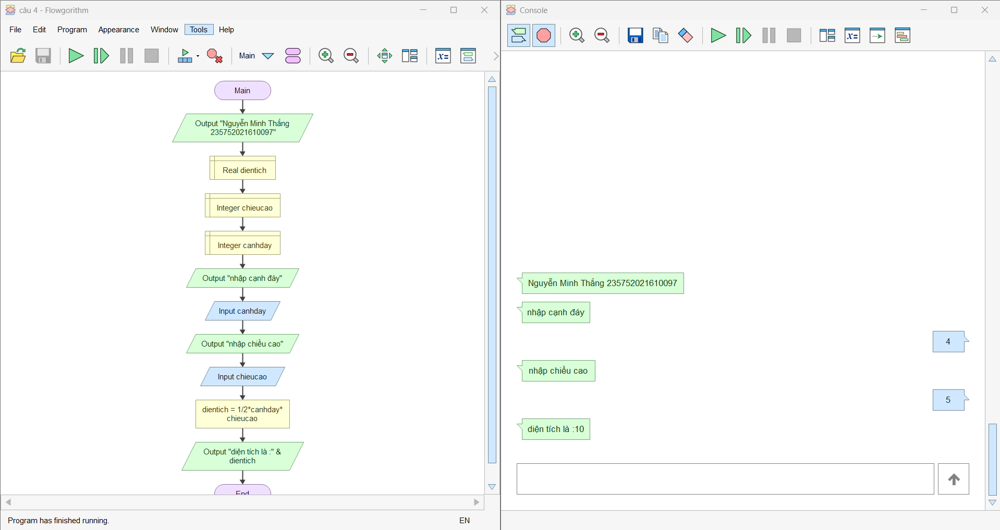 câu 4 - Flowgorithm
File Edit Program Appearance Window Tools Help
Main
x=
Main
Output "Nguyễn Minh Thắng
235752021610097"
Real dientich
Integer chieucao
Integer canhday
Output "nhập cạnh đáy"
Input canhday
Output "nhập chiều cao"
Input chieucao
dientich = 1/2*canhday*
chieucao
Output "diện tích là :" &
dientich
End
Program has finished running.
EN
Console
x=
Nguyễn Minh Thắng 235752021610097
nhập cạnh đáy
4
nhập chiều cao
5
diện tích là :10